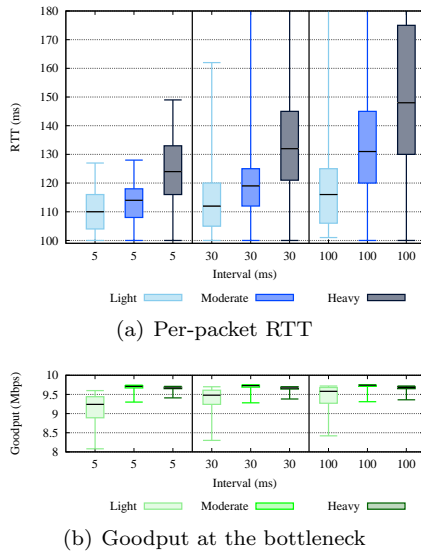 180
170
160
150
140
130
120
110
100
RTT (ms)
5 5 5 30 30 30 100 100 100
Interval (ms)
Light Moderate Heavy
(a) Per-packet RTT
10
9.5
9
8.5
8
Goodput (Mbps)
5 5 5 30 30 30 100 100 100
Interval (ms)
Light Moderate Heavy
(b) Goodput at the bottleneck